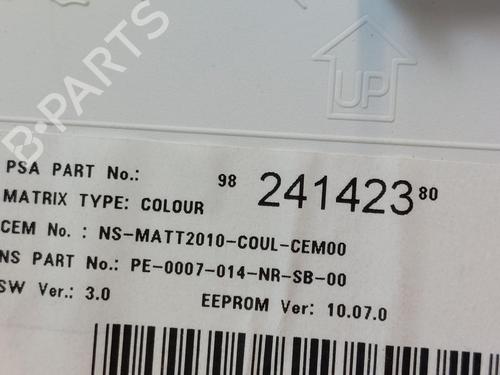 UP
B-PARTS
PSA PART No.: 98 241423 80
MATRIX TYPE: COLOUR
CEM No. : NS-MATT2010-COUL-CEM00
NS PART No.: PE-0007-014-NR-SB-00
SW Ver.: 3.0 EEPROM Ver: 10.07.0